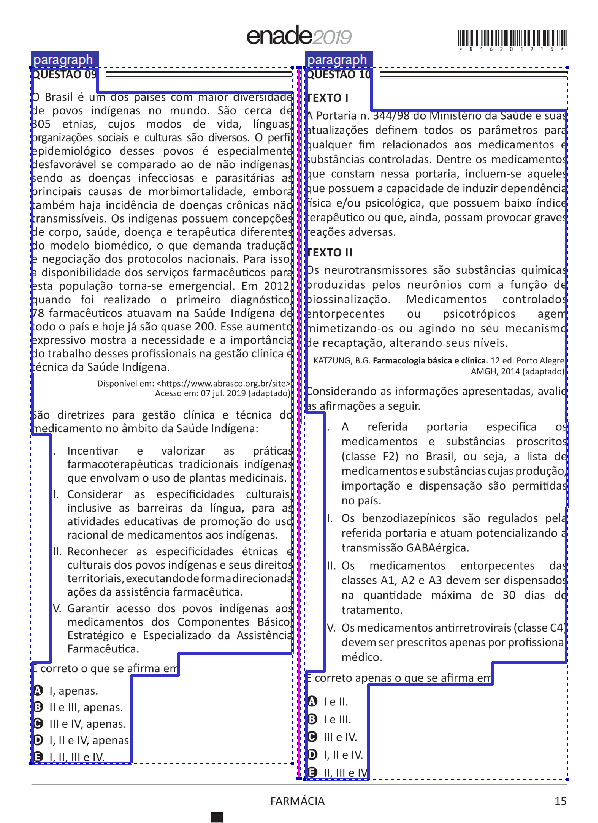 enade2019
paragraph
QUESTÃO 09
O Brasil é um dos países com maior diversidade
de povos indígenas no mundo. São cerca de
305 etnias, cujos modos de vida, línguas,
organizações sociais e culturas são diversos. O perfil
epidemiológico desses povos é especialmente
desfavorável se comparado ao de não indígenas,
sendo as doenças infecciosas e parasitárias as
principais causas de morbimortalidade, embora
também haja incidência de doenças crônicas não
transmissíveis. Os indígenas possuem concepções
de corpo, saúde, doença e terapêutica diferentes
do modelo biomédico, o que demanda tradução
e negociação dos protocolos nacionais. Para isso,
a disponibilidade dos serviços farmacêuticos para
esta população torna-se emergencial. Em 2012,
quando foi realizado o primeiro diagnóstico,
78 farmacêuticos atuavam na Saúde Indígena de
todo o país e hoje já são quase 200. Esse aumento
expressivo mostra a necessidade e a importância
do trabalho desses profissionais na gestão clínica e
técnica da Saúde Indígena.
Disponível em: <https://www.abrasco.org.br/site>
Acesso em: 07 jul. 2019 (adaptado)
São diretrizes para gestão clínica e técnica do
medicamento no âmbito da Saúde Indígena:
I. Incentivar e valorizar as práticas
farmacoterapêuticas tradicionais indígenas
que envolvam o uso de plantas medicinais.
II. Considerar as especificidades culturais,
inclusive as barreiras da língua, para as
atividades educativas de promoção do uso
racional de medicamentos aos indígenas.
III. Reconhecer as especificidades étnicas e
culturais dos povos indígenas e seus direitos
territoriais, executando de forma direcionada
ações da assistência farmacêutica.
IV. Garantir acesso dos povos indígenas aos
medicamentos dos Componentes Básico,
Estratégico e Especializado da Assistência
Farmacêutica.
É correto o que se afirma em
A I, apenas.
B II e III, apenas.
C III e IV, apenas.
D I, II e IV, apenas
E I, II, III e IV.
paragraph
QUESTÃO 10
TEXTO I
A Portaria n. 344/98 do Ministério da Saúde e suas
atualizações definem todos os parâmetros para
qualquer fim relacionados aos medicamentos e
substâncias controladas. Dentre os medicamentos
que constam nessa portaria, incluem-se aqueles
que possuem a capacidade de induzir dependência
física e/ou psicológica, que possuem baixo índice
terapêutico ou que, ainda, possam provocar graves
reações adversas.
TEXTO II
Os neurotransmissores são substâncias químicas
produzidas pelos neurônios com a função de
biossinalização. Medicamentos controlados
entorpecentes ou psicotrópicos agem
mimetizando-os ou agindo no seu mecanismo
de recaptação, alterando seus níveis.
KATZUNG, B.G. Farmacologia básica e clínica. 12 ed. Porto Alegre:
AMGH, 2014 (adaptado)
Considerando as informações apresentadas, avalie
as afirmações a seguir.
I. A referida portaria especifica os
medicamentos e substâncias proscritos
(classe F2) no Brasil, ou seja, a lista de
medicamentos e substâncias cujas produção,
importação e dispensação são permitidas
no país.
II. Os benzodiazepínicos são regulados pela
referida portaria e atuam potencializando a
transmissão GABAérgica.
III. Os medicamentos entorpecentes das
classes A1, A2 e A3 devem ser dispensados
na quantidade máxima de 30 dias de
tratamento.
IV. Os medicamentos antirretrovirais (classe C4)
devem ser prescritos apenas por profissional
médico.
É correto apenas o que se afirma em
A I e II.
B I e III.
C III e IV.
D I, II e IV.
E II, III e IV
FARMÁCIA
15